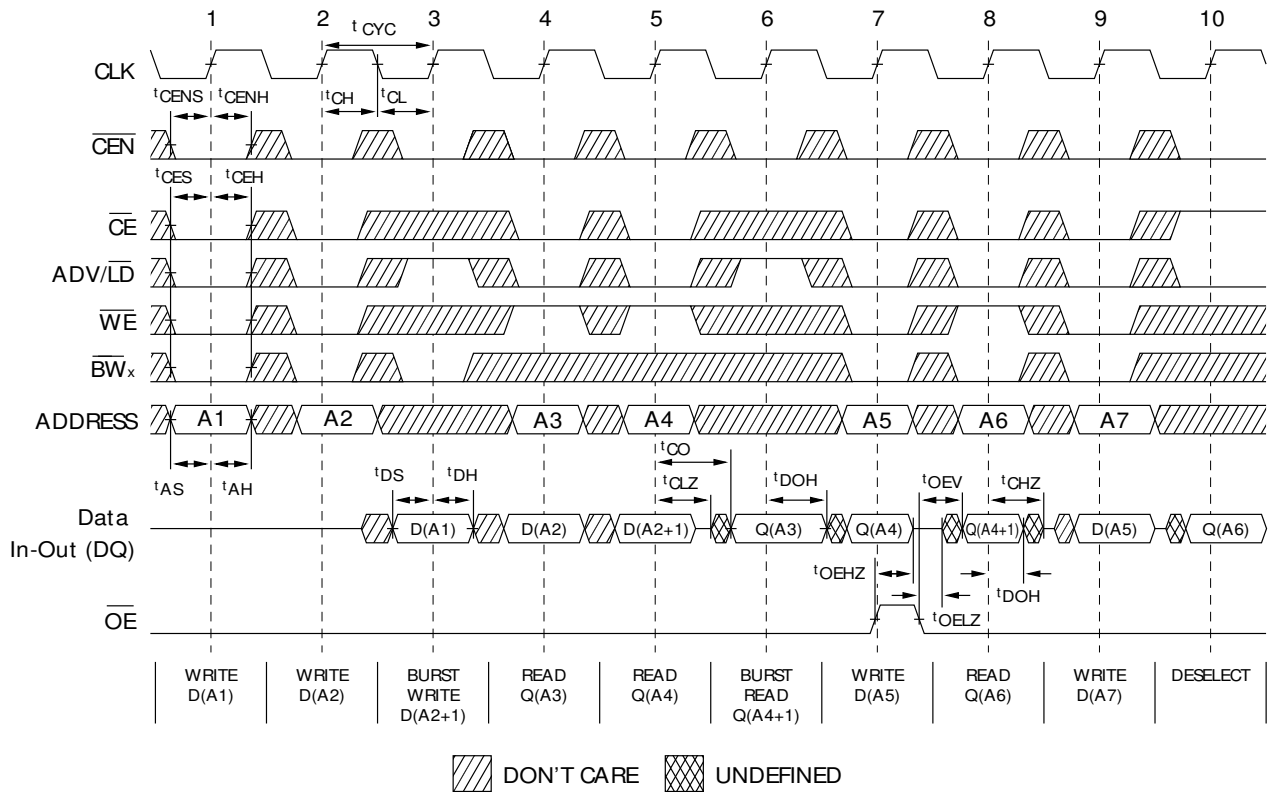 1 2 3 4 5 6 7 8 9 10
tCYC
CLK
tCENS tCENH tCH tCL
CEN
tCES tCEH
CE
ADV/LD
WE
BWx
ADDRESS A1 A2 A3 A4 A5 A6 A7
tAS tAH tDS tDH tCO tCLZ tDOH tOEV tCHZ
Data
In-Out (DQ) D(A1) D(A2) D(A2+1) Q(A3) Q(A4) Q(A4+1) D(A5) Q(A6)
tOEHZ tDOH
tOELZ
OE
WRITE
D(A1)
WRITE
D(A2)
BURST
WRITE
D(A2+1)
READ
Q(A3)
READ
Q(A4)
BURST
READ
Q(A4+1)
WRITE
D(A5)
READ
Q(A6)
WRITE
D(A7)
DESELECT
DON'T CARE UNDEFINED